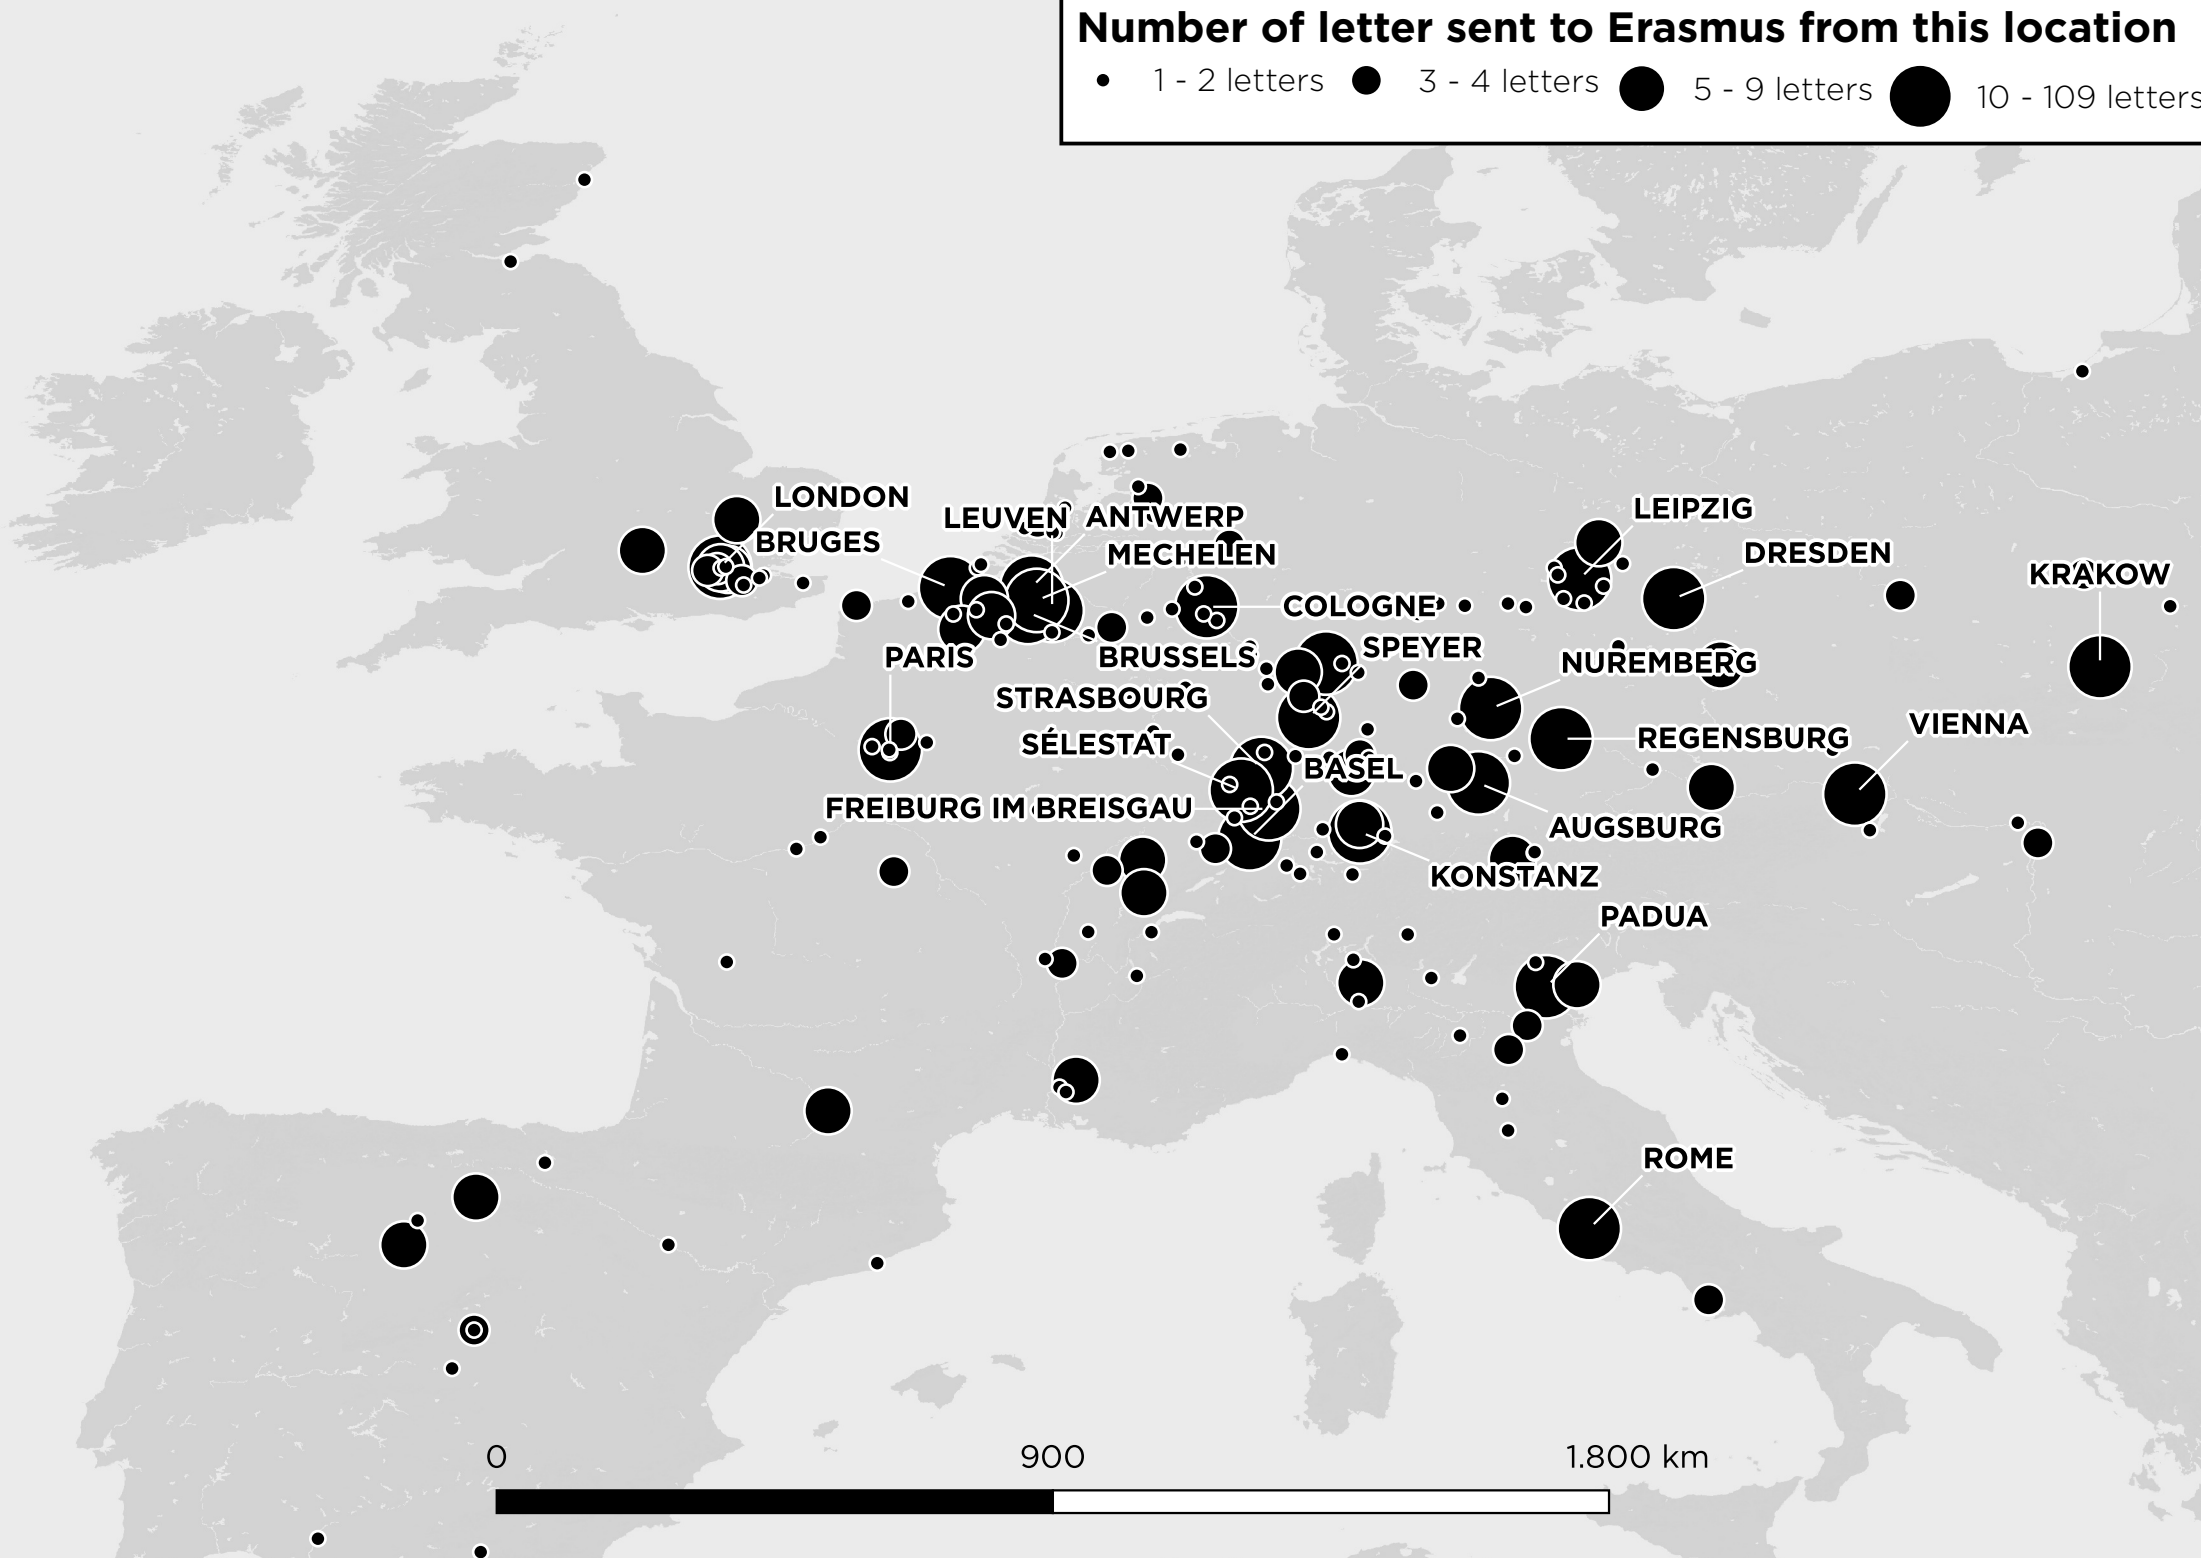 Number of letter sent to Erasmus from this location
1 - 2 letters
3 - 4 letters
5 - 9 letters
10 - 109 letters
LONDON
BRUGES
LEUVEN
ANTWERP
MECHELEN
LEIPZIG
DRESDEN
KRAKOW
COLOGNE
PARIS
BRUSSELS
SPEYER
NUREMBERG
STRASBOURG
SÉLESTAT
REGENSBURG
VIENNA
BASEL
FREIBURG IM BREISGAU
AUGSBURG
KONSTANZ
PADUA
ROME
0
900
1.800 km